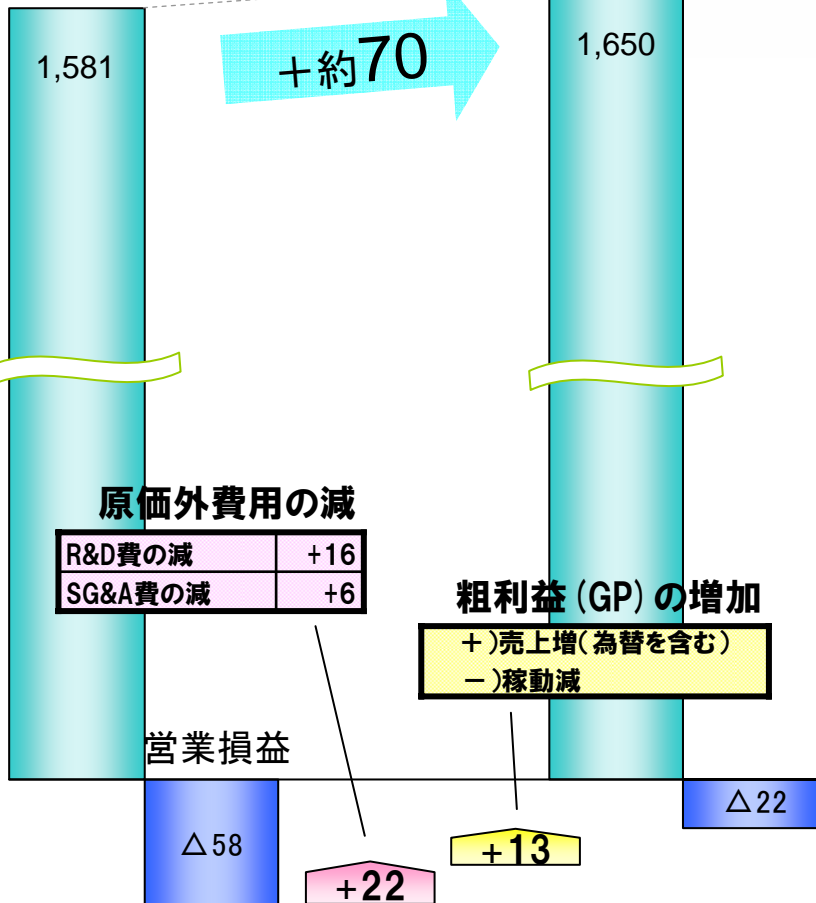 1,581
+約70
1,650
原価外費用の減
R&D費の減 +16
SG&A費の減 +6
粗利益(GP)の増加
+)売上増(為替を含む)
-)稼動減
営業損益
△58
+22
+13
△22